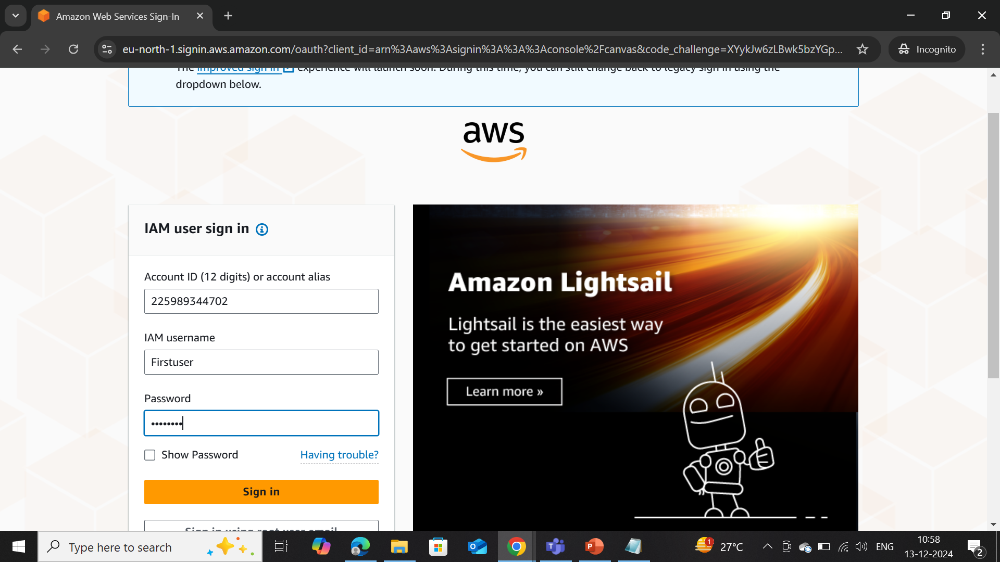 Amazon Web Services Sign-In
eu-north-1.signin.aws.amazon.com/oauth?client_id=arn%3Aaws%3Asignin%3A%3A%3Aconsole%2Fcanvas&code_challenge=XYykJw6zLBwk5bzYGp...
Incognito
The improved sign in experience will launch soon. During this time, you can still change back to legacy sign in using the
dropdown below.
aws
IAM user sign in
Account ID (12 digits) or account alias
225989344702
IAM username
Firstuser
Password
••••••••
Show Password
Having trouble?
Sign in
Sign in using root user email
Amazon Lightsail
Lightsail is the easiest way
to get started on AWS
Learn more »
Type here to search
1
27°C
ENG
10:58
13-12-2024
2